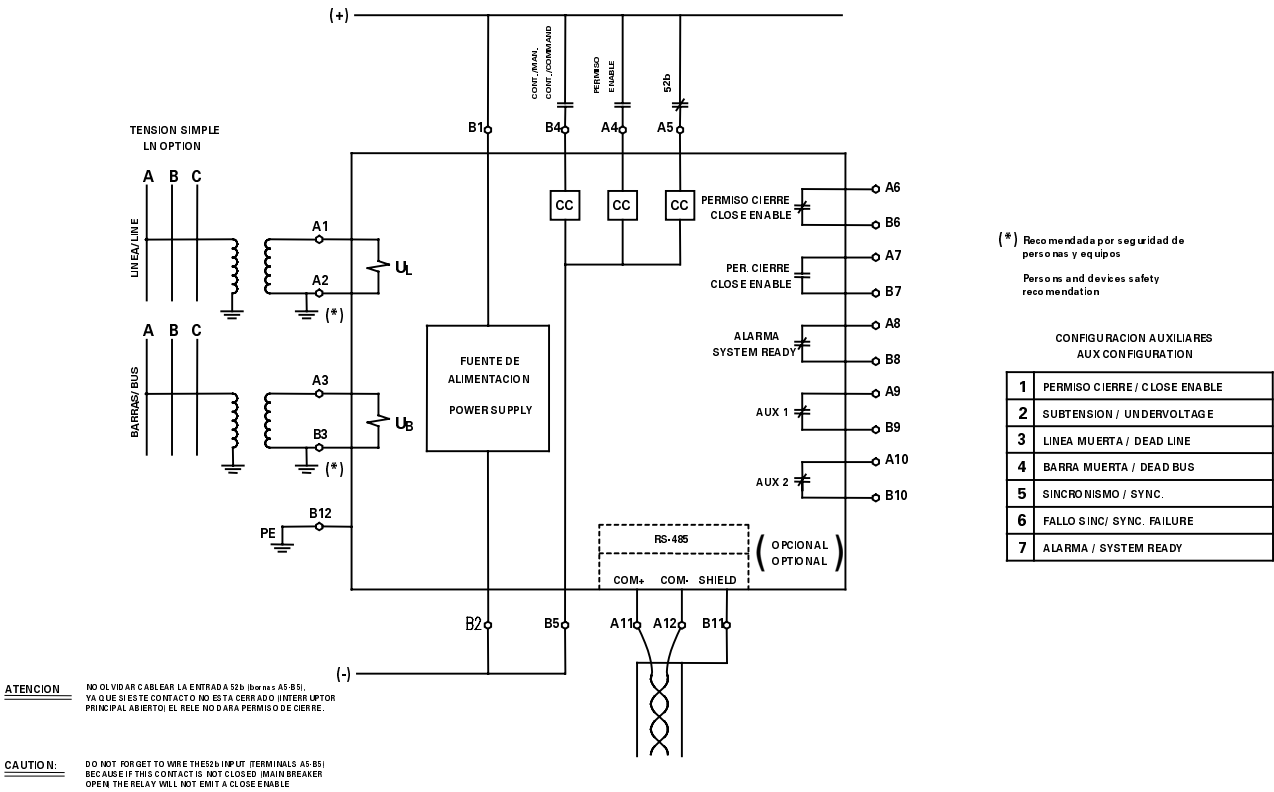 (+)
CONT./MAN.
CONT./COMMAND
PERMISO
ENABLE
52b
B1
B4
A4
A5
TENSION SIMPLE
LN OPTION
A B C
LINEA/LINE
A1
A2
(*)
UL
CC CC CC
PERMISO CIERRE
CLOSE ENABLE
A6
B6
PER. CIERRE
CLOSE ENABLE
A7
B7
ALARMA
SYSTEM READY
A8
B8
AUX 1
A9
B9
AUX 2
A10
B10
A B C
BARRAS/BUS
A3
B3
(*)
UB
FUENTE DE
ALIMENTACION
POWER SUPPLY
B12
PE
RS-485
COM+ COM- SHIELD
( OPCIONAL
OPTIONAL )
B2
B5
A11
A12
B11
(-)
(*) Recomendada por seguridad de
personas y equipos
Persons and devices safety
recomendation
CONFIGURACION AUXILIARES
AUX CONFIGURATION
1 PERMISO CIERRE / CLOSE ENABLE
2 SUBTENSION / UNDERVOLTAGE
3 LINEA MUERTA / DEAD LINE
4 BARRA MUERTA / DEAD BUS
5 SINCRONISMO / SYNC.
6 FALLO SINC/ SYNC. FAILURE
7 ALARMA / SYSTEM READY
ATENCION
NO OLVIDAR CABLEAR LA ENTRADA 52b (bornas A5-B5),
YA QUE SI ESTE CONTACTO NO ESTA CERRADO (INTERRUPTOR
PRINCIPAL ABIERTO) EL RELE NO DARA PERMISO DE CIERRE.
CAUTION:
DO NOT FORGET TO WIRE THE 52b INPUT (TERMINALS A5-B5)
BECAUSE IF THIS CONTACT IS NOT CLOSED (MAIN BREAKER
OPEN) THE RELAY WILL NOT EMIT A CLOSE ENABLE